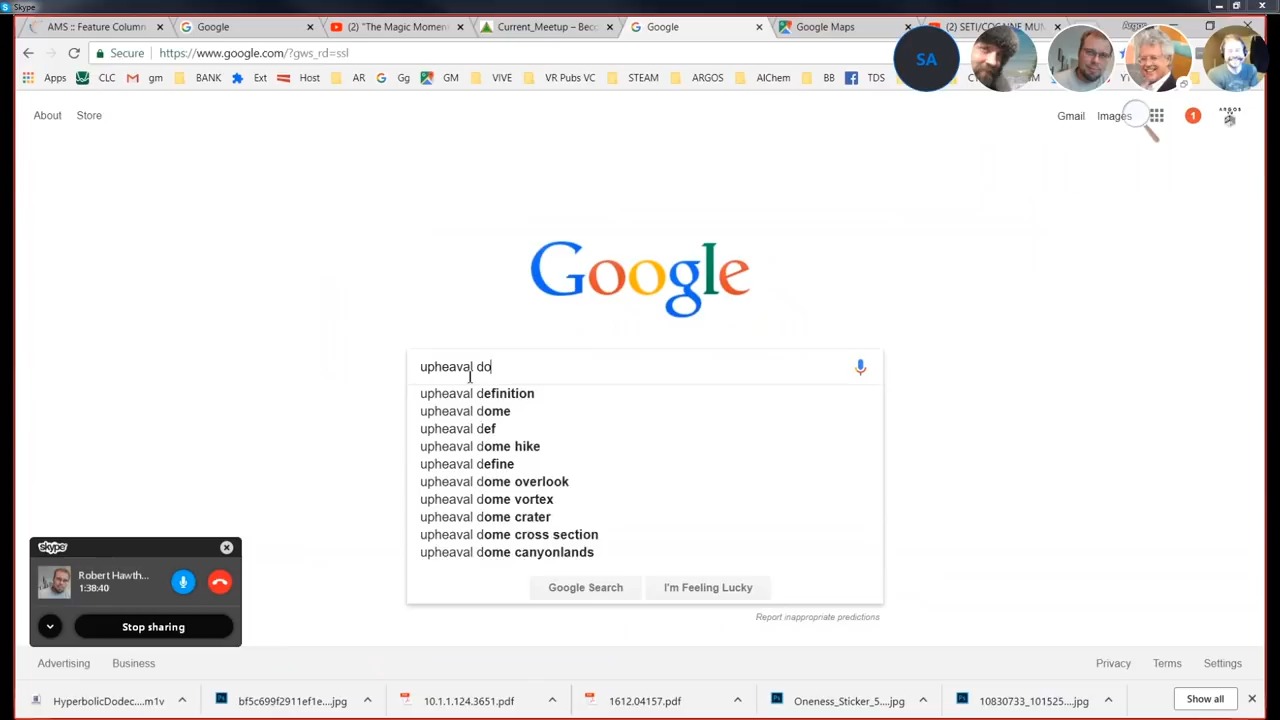 Skype
AMS :: Feature Column
Google
(2) "The Magic Momen
Current_Meetup – Beco
Google
Google Maps
(2) SETI/COGAINE MUM
Argos
Secure
https://www.google.com/?gws_rd=ssl
SA
Apps
CLC
gm
BANK
Ext
Host
AR
Gg
GM
VIVE
VR Pubs VC
STEAM
ARGOS
AIChem
BB
TDS
About
Store
Gmail
Images
1
ARGOS
Google
upheaval do
upheaval definition
upheaval dome
upheaval def
upheaval dome hike
upheaval define
upheaval dome overlook
upheaval dome vortex
upheaval dome crater
upheaval dome cross section
upheaval dome canyonlands
Google Search
I'm Feeling Lucky
Report inappropriate predictions
skype
Robert Hawth...
1:38:40
Stop sharing
Advertising
Business
Privacy
Terms
Settings
HyperbolicDodec....m1v
bf5c699f2911ef1e...jpg
10.1.1.124.3651.pdf
1612.04157.pdf
Oneness_Sticker_5....jpg
10830733_101525....jpg
Show all